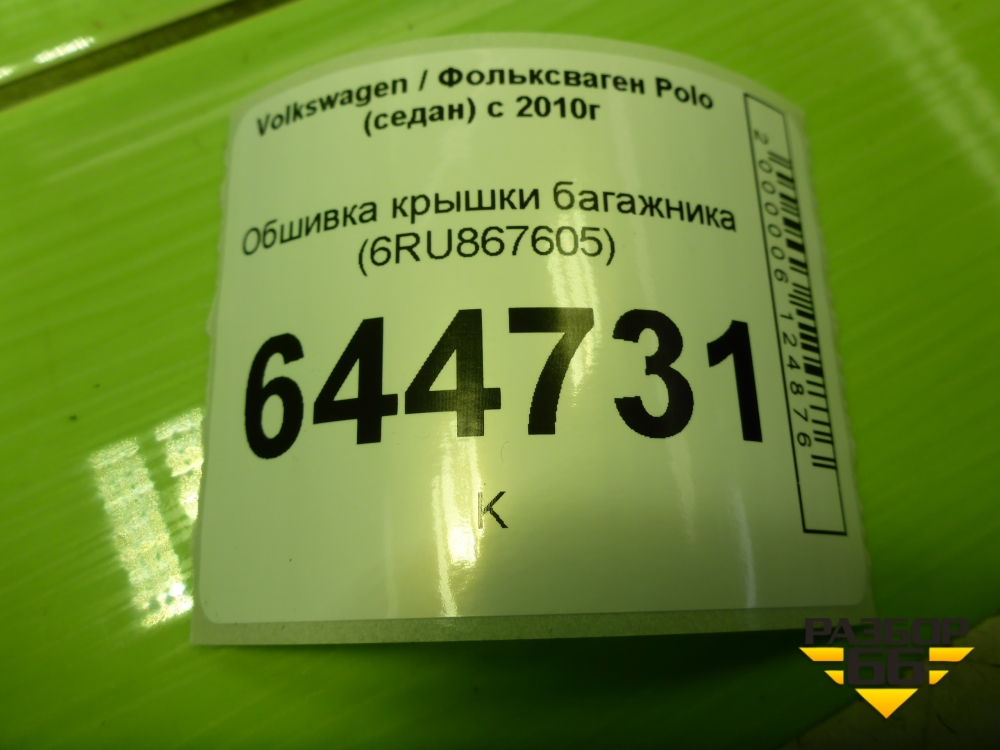 Volkswagen / Фольксваген Polo
(седан) с 2010г
Обшивка крышки багажника
(6RU867605)
644731
К
2000006124876
РАЗБОР
66